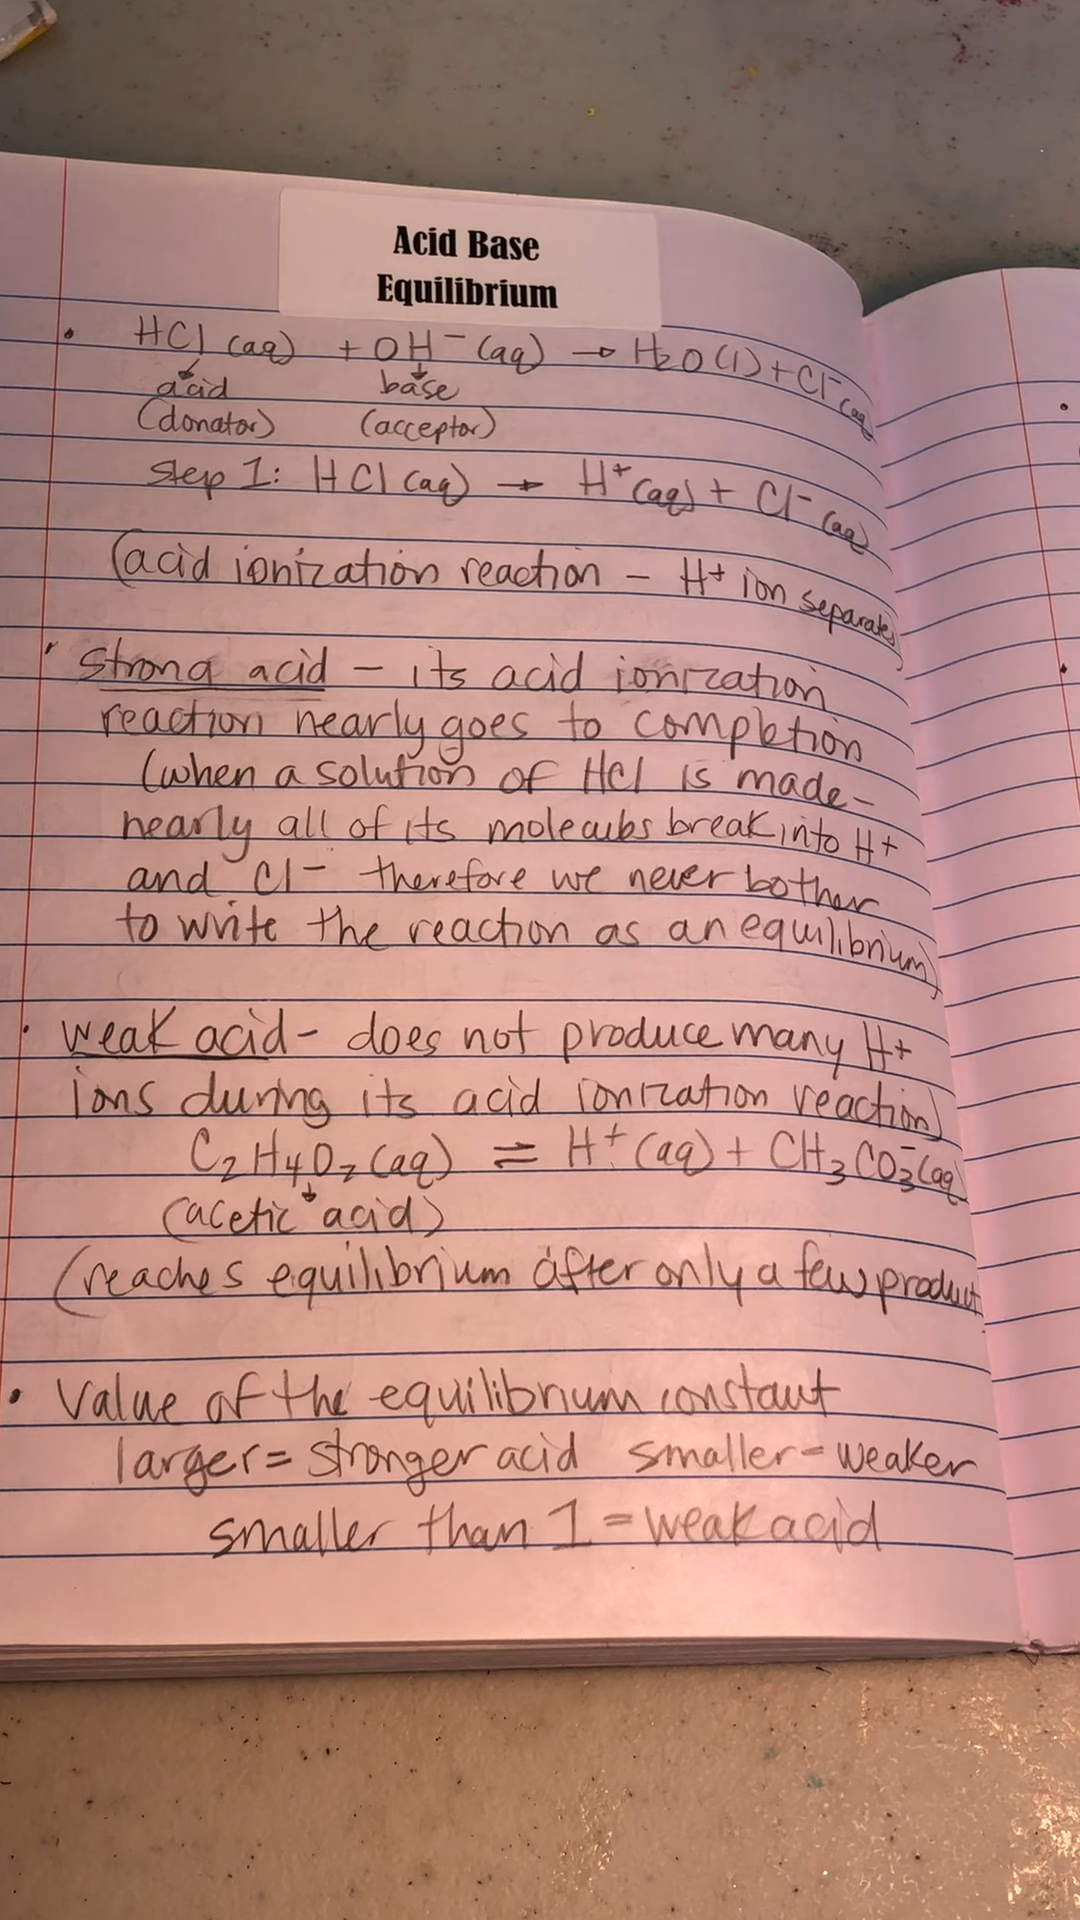 Acid Base
Equilibrium
• HCl (aq) + OH⁻ (aq) → H₂O (l) + Cl⁻ (aq)
acid base
(donator) (acceptor)
step 1: HCl (aq) → H⁺ (aq) + Cl⁻ (aq)
(acid ionization reaction – H+ ion separates
• strong acid – its acid ionization
reaction nearly goes to completion
(when a solution of HCl is made –
nearly all of its molecules break into H+
and Cl– therefore we never bother
to write the reaction as an equilibrium)
• weak acid – does not produce many H+
ions during its acid ionization reaction)
C₂H₄O₂ (aq) ⇌ H⁺ (aq) + CH₃CO₃⁻ (aq)
(acetic acid)
(reaches equilibrium after only a few product
• Value of the equilibrium constant
larger = stronger acid smaller = weaker
smaller than 1 = weak acid